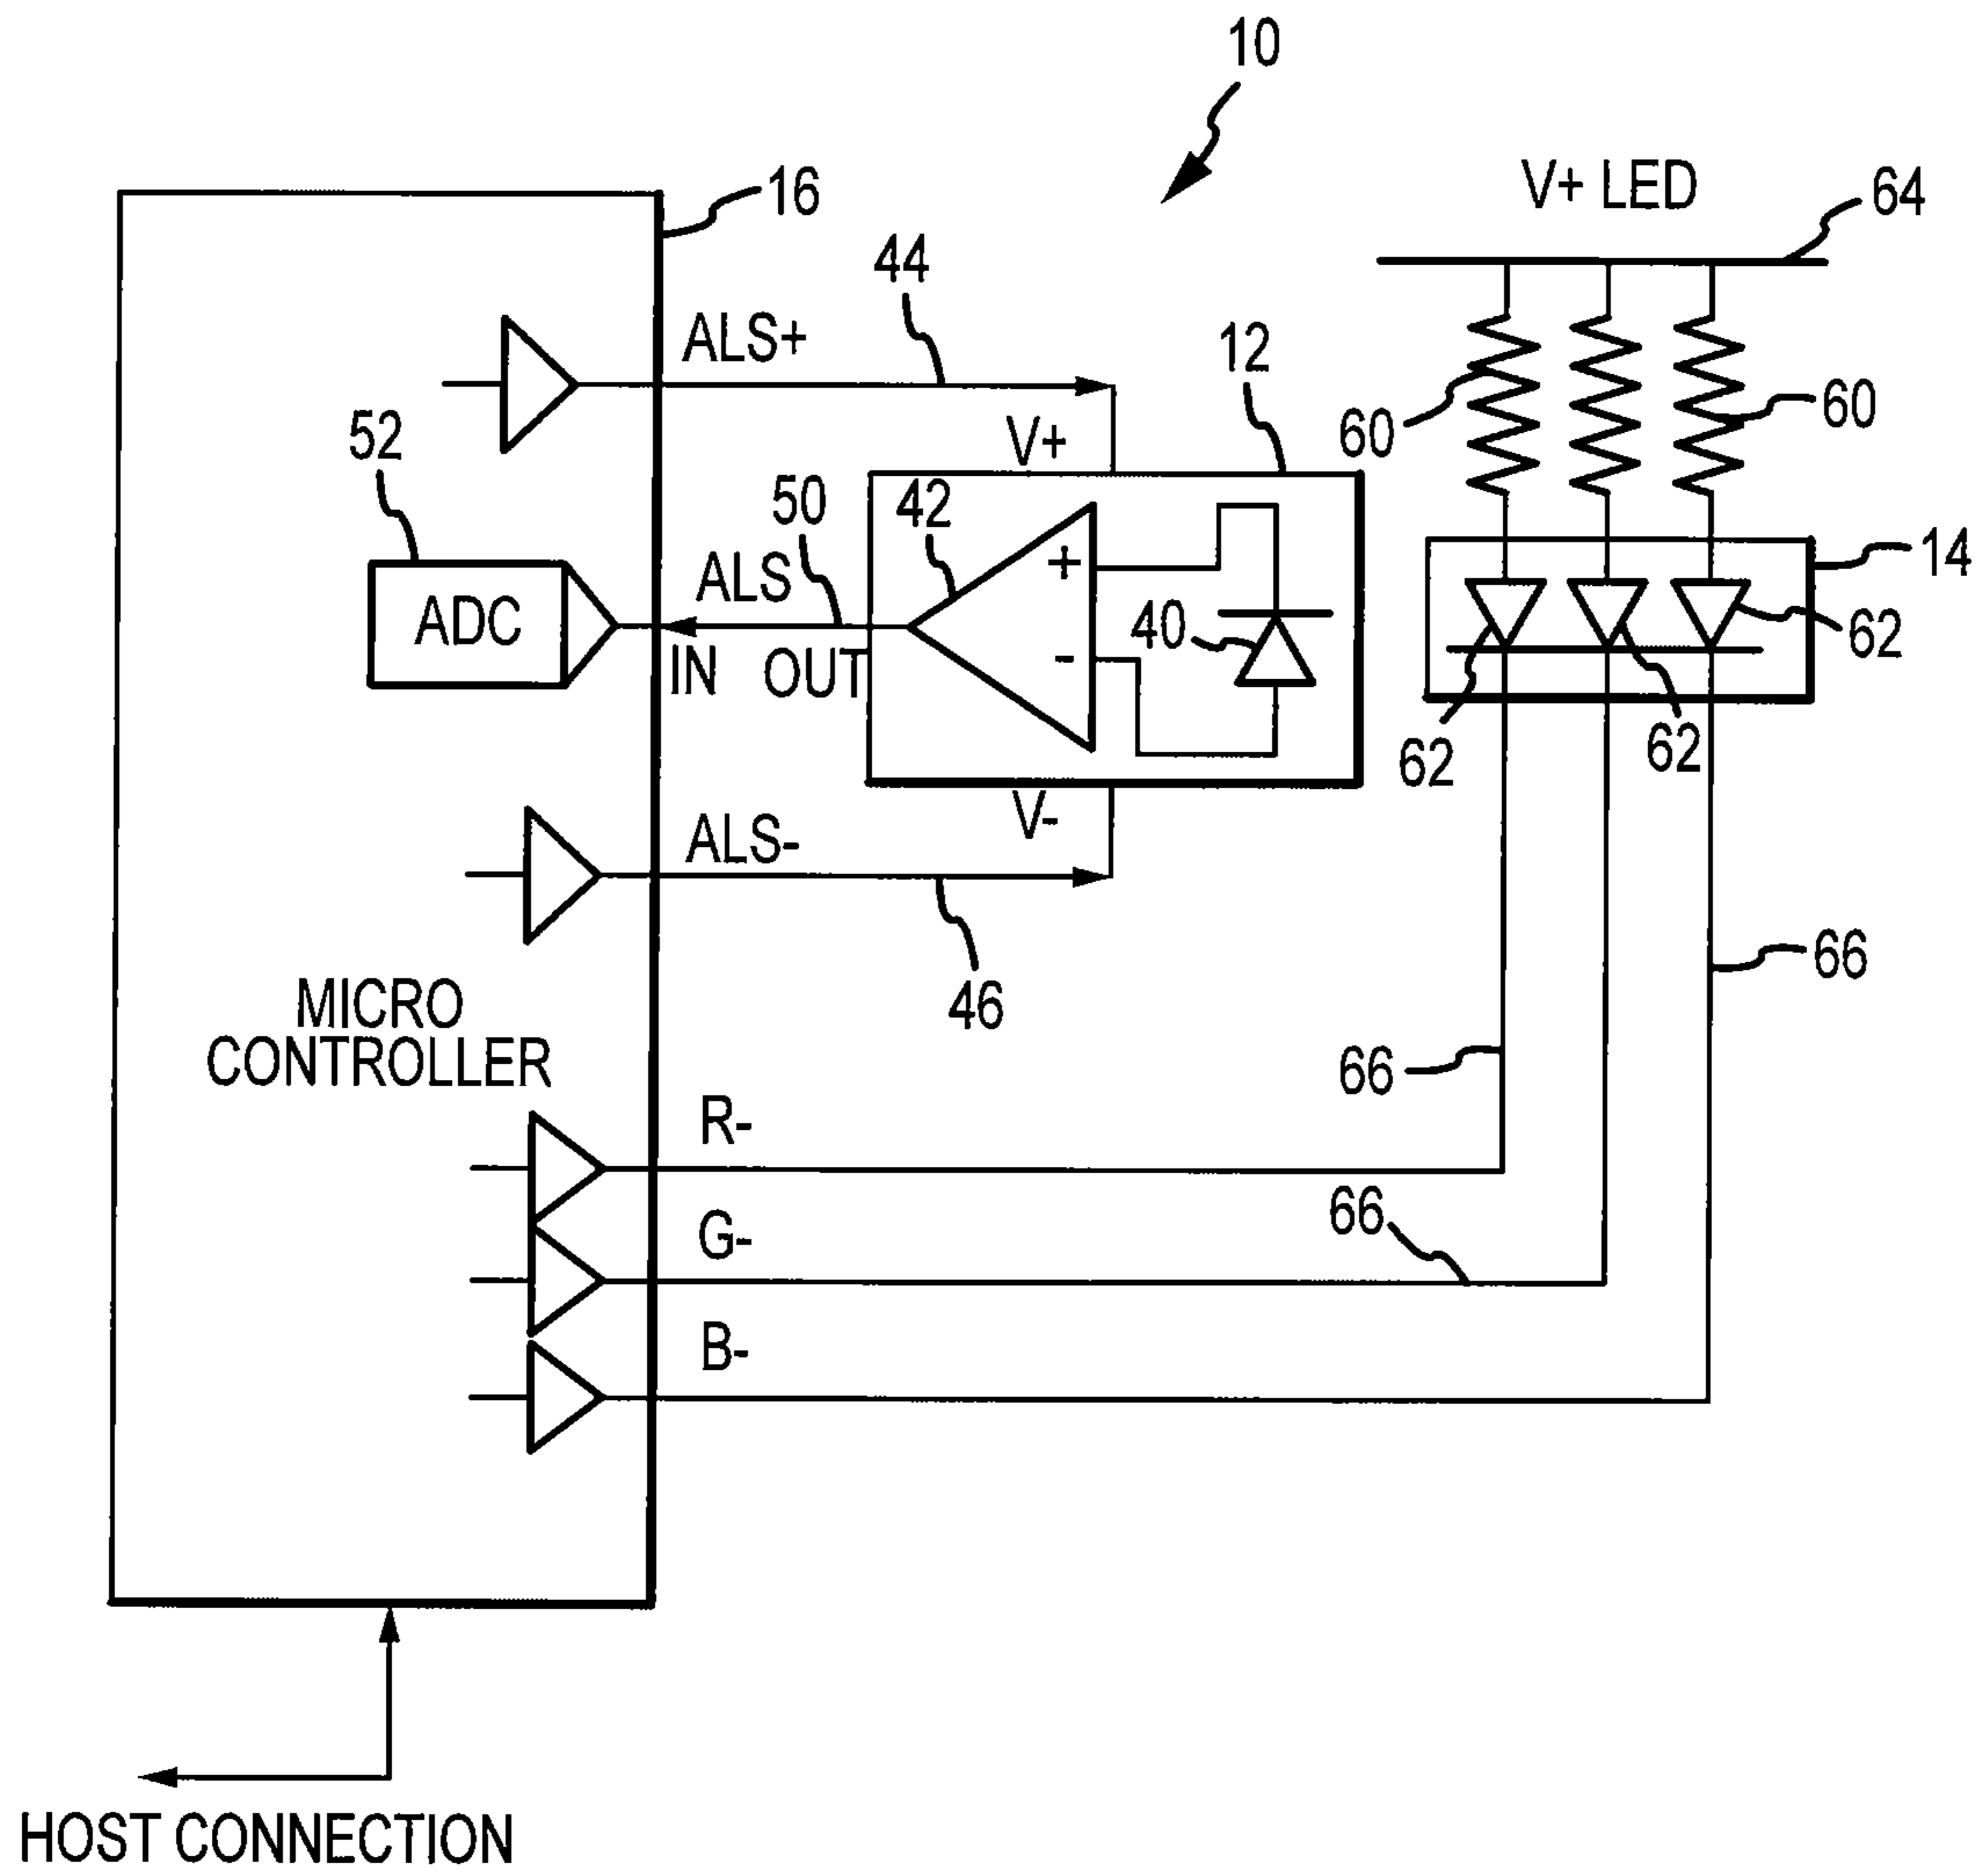 10
16
V+ LED
64
44
ALS+
12
52
V+
60
60
50
42
+
14
ALS
ADC
40
62
IN
OUT
-
62
62
V-
ALS-
66
46
MICRO
CONTROLLER
66
R-
66
G-
B-
HOST CONNECTION